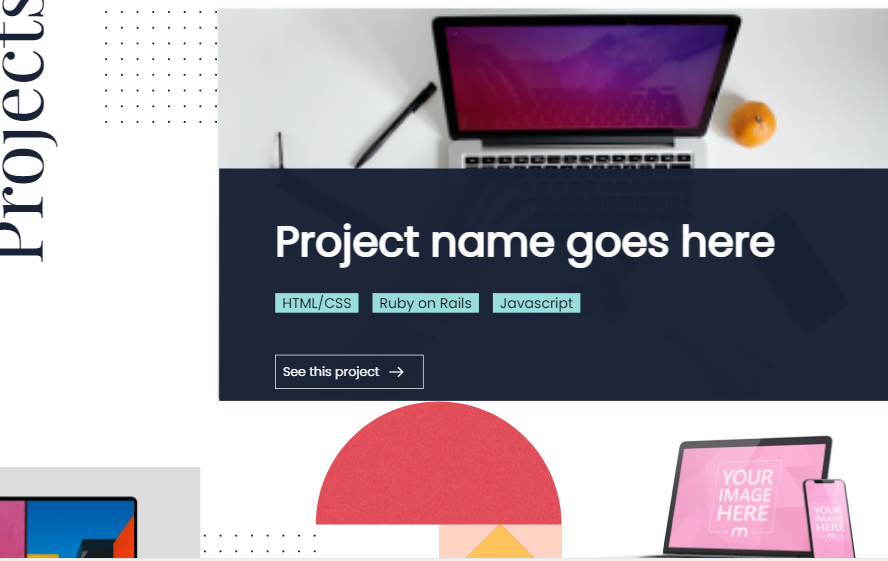 Projects
Project name goes here
HTML/CSS Ruby on Rails Javascript
See this project →
YOUR
IMAGE
HERE
m
YOUR
IMAGE
HERE